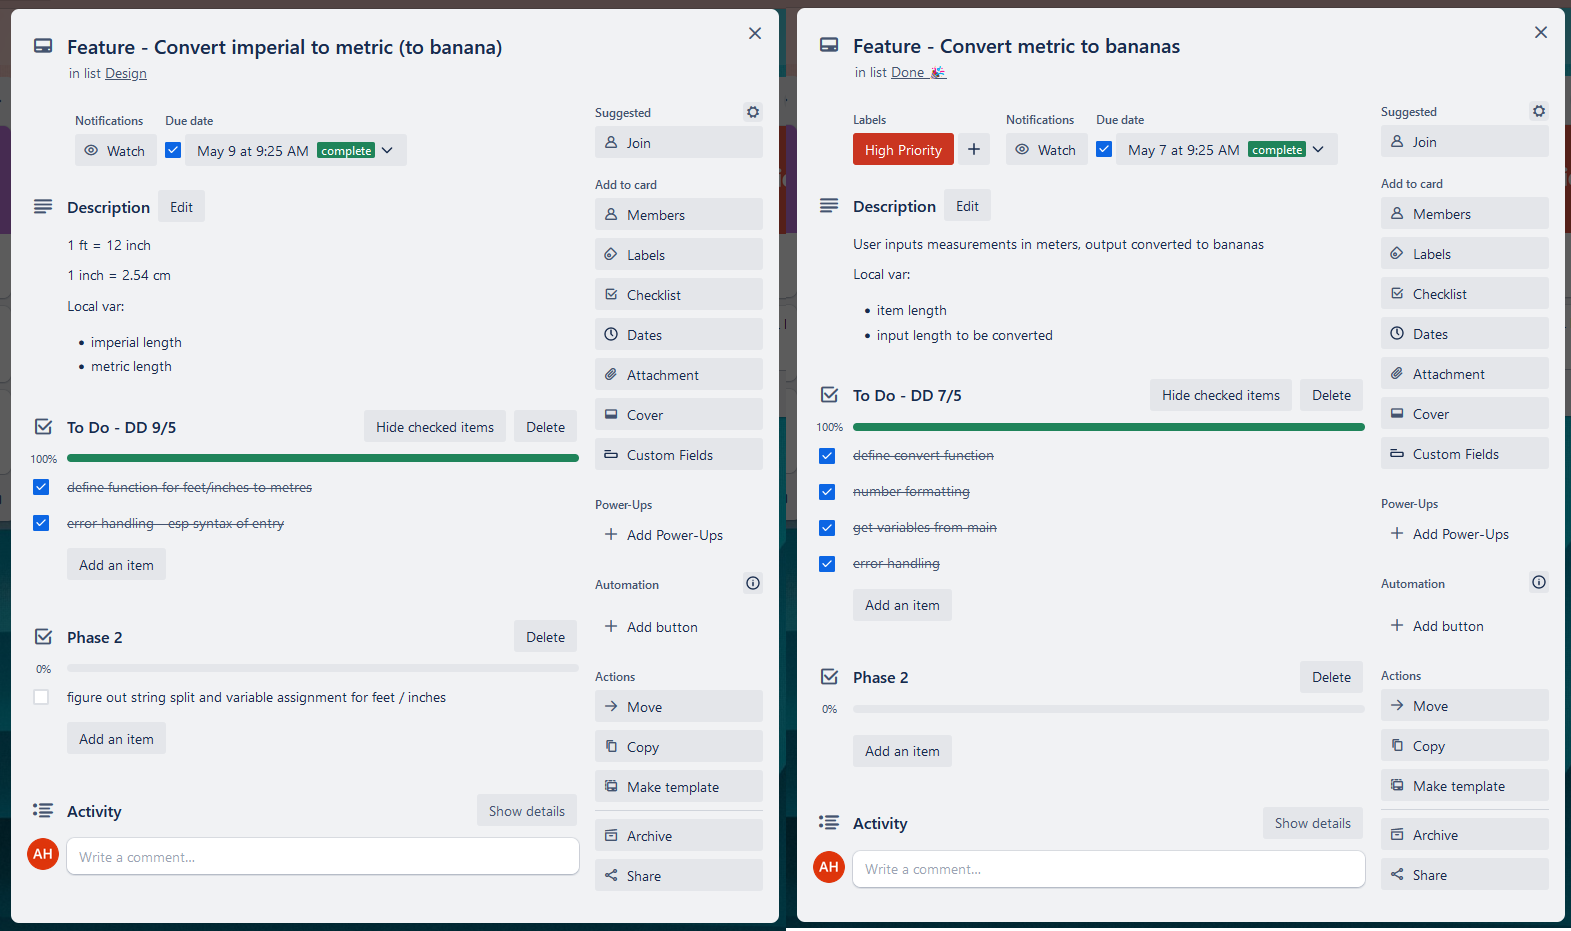 Feature - Convert imperial to metric (to banana)
in list Design
Notifications
Watch
Due date
May 9 at 9:25 AM complete
Description Edit
1 ft = 12 inch
1 inch = 2.54 cm
Local var:
imperial length
metric length
To Do - DD 9/5 Hide checked items Delete
100%
define function for feet/inches to metres
error handling - esp syntax of entry
Add an item
Phase 2 Delete
0%
figure out string split and variable assignment for feet / inches
Add an item
Activity Show details
AH Write a comment...
Suggested
Join
Add to card
Members
Labels
Checklist
Dates
Attachment
Cover
Custom Fields
Power-Ups
Add Power-Ups
Automation
Add button
Actions
Move
Copy
Make template
Archive
Share
Feature - Convert metric to bananas
in list Done 🎉
Labels
High Priority
Notifications
Watch
Due date
May 7 at 9:25 AM complete
Description Edit
User inputs measurements in meters, output converted to bananas
Local var:
item length
input length to be converted
To Do - DD 7/5 Hide checked items Delete
100%
define convert function
number formatting
get variables from main
error handling
Add an item
Phase 2 Delete
0%
Add an item
Activity Show details
AH Write a comment...
Suggested
Join
Add to card
Members
Labels
Checklist
Dates
Attachment
Cover
Custom Fields
Power-Ups
Add Power-Ups
Automation
Add button
Actions
Move
Copy
Make template
Archive
Share